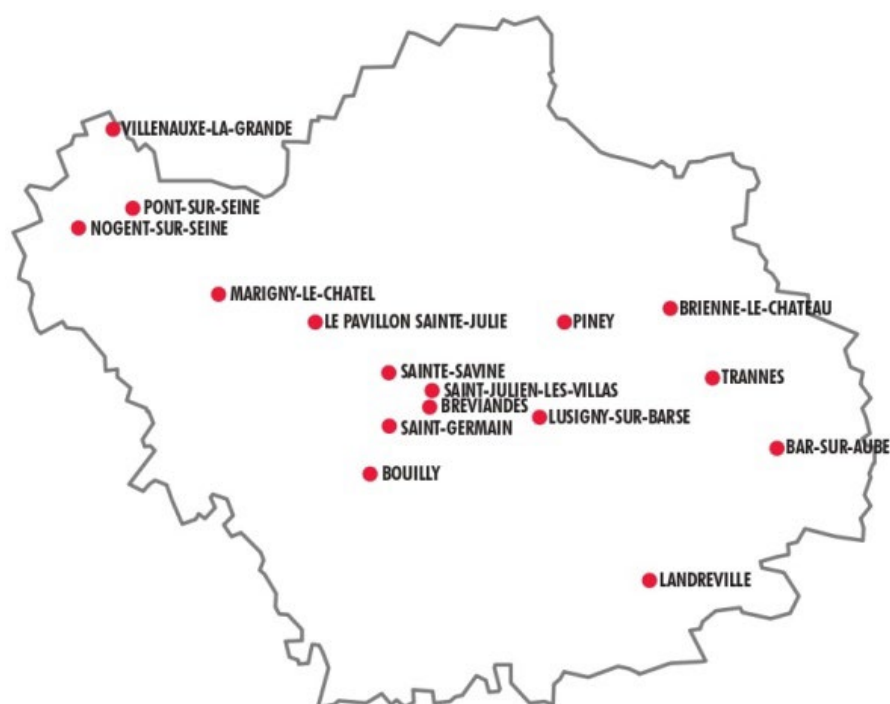 VILLENAUXE-LA-GRANDE
PONT-SUR-SEINE
NOGENT-SUR-SEINE
MARIGNY-LE-CHATEL
BRIENNE-LE-CHATEAU
LE PAVILLON SAINTE-JULIE
PINEY
SAINTE-SAVINE
TRANNES
SAINT-JULIEN-LES-VILLAS
BREVIANDES
LUSIGNY-SUR-BARSE
SAINT-GERMAIN
BAR-SUR-AUBE
BOUILLY
LANDREVILLE